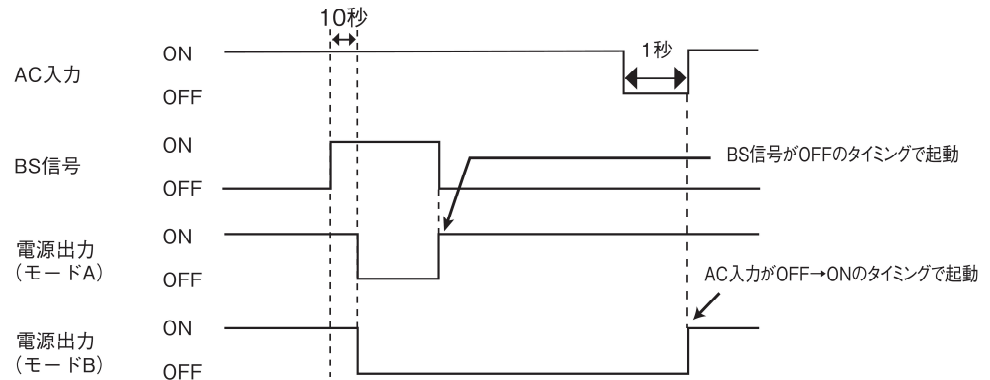 10秒
ON
AC入力
OFF
1秒
ON
BS信号
OFF
BS信号がOFFのタイミングで起動
ON
電源出力
(モードA)
OFF
AC入力がOFF→ONのタイミングで起動
ON
電源出力
(モードB)
OFF